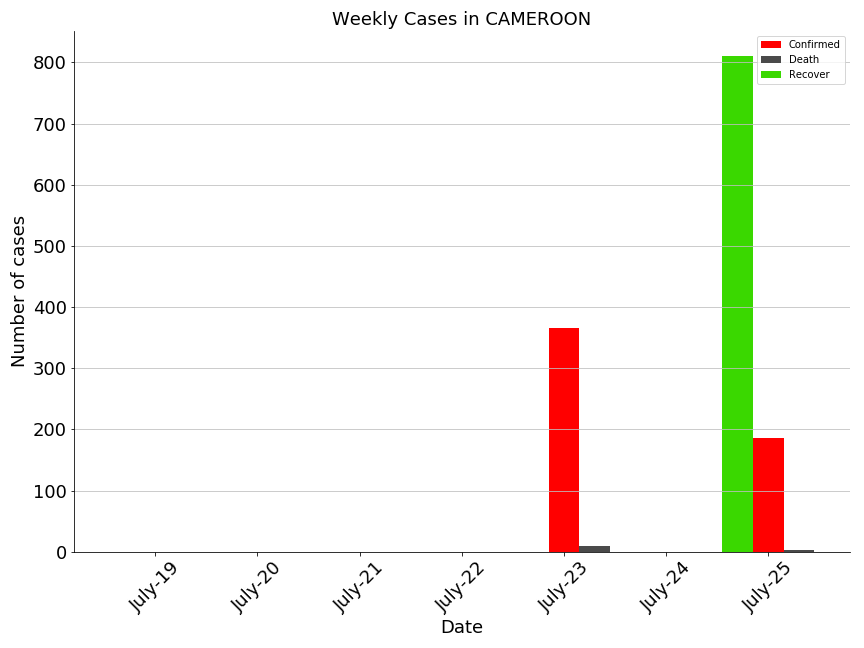 Weekly Cases in CAMEROON
Confirmed
Death
Recover
Number of cases
800
700
600
500
400
300
200
100
0
July-19
July-20
July-21
July-22
July-23
July-24
July-25
Date